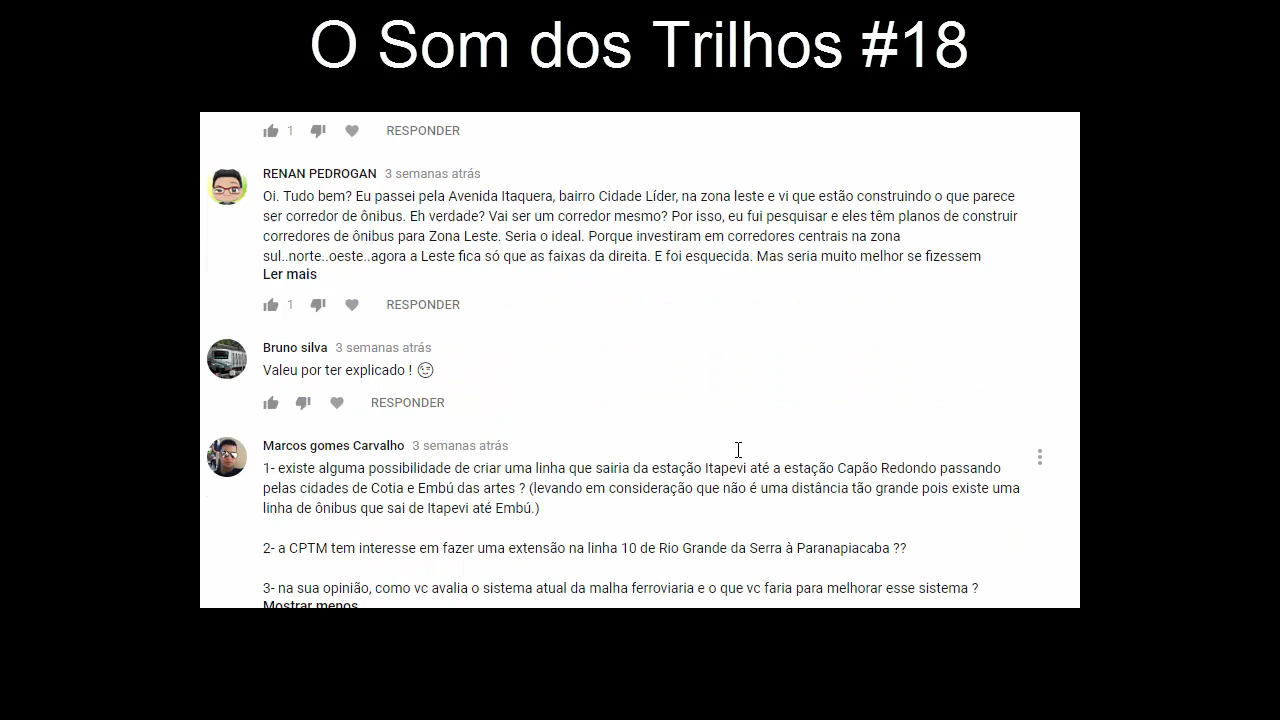 O Som dos Trilhos #18
1 RESPONDER
RENAN PEDROGAN 3 semanas atrás
Oi. Tudo bem? Eu passei pela Avenida Itaquera, bairro Cidade Líder, na zona leste e vi que estão construindo o que parece
ser corredor de ônibus. Eh verdade? Vai ser um corredor mesmo? Por isso, eu fui pesquisar e eles têm planos de construir
corredores de ônibus para Zona Leste. Seria o ideal. Porque investiram em corredores centrais na zona
sul..norte..oeste..agora a Leste fica só que as faixas da direita. E foi esquecida. Mas seria muito melhor se fizessem
Ler mais
1 RESPONDER
Bruno silva 3 semanas atrás
Valeu por ter explicado ! 😉
RESPONDER
Marcos gomes Carvalho 3 semanas atrás
1- existe alguma possibilidade de criar uma linha que sairia da estação Itapevi até a estação Capão Redondo passando
pelas cidades de Cotia e Embú das artes ? (levando em consideração que não é uma distância tão grande pois existe uma
linha de ônibus que sai de Itapevi até Embú.)
2- a CPTM tem interesse em fazer uma extensão na linha 10 de Rio Grande da Serra à Paranapiacaba ??
3- na sua opinião, como vc avalia o sistema atual da malha ferroviaria e o que vc faria para melhorar esse sistema ?
Mostrar menos